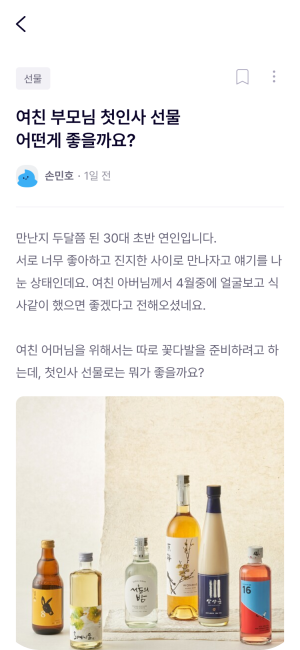 선물
여친 부모님 첫인사 선물
어떤게 좋을까요?
손민호 · 1일 전
만난지 두달쯤 된 30대 초반 연인입니다.
서로 너무 좋아하고 진지한 사이로 만나자고 얘기를 나
눈 상태인데요. 여친 아버님께서 4월중에 얼굴보고 식
사같이 했으면 좋겠다고 전해오셨네요.
여친 어머님을 위해서는 따로 꽃다발을 준비하려고 하
는데, 첫인사 선물로는 뭐가 좋을까요?
서울의
밤
16